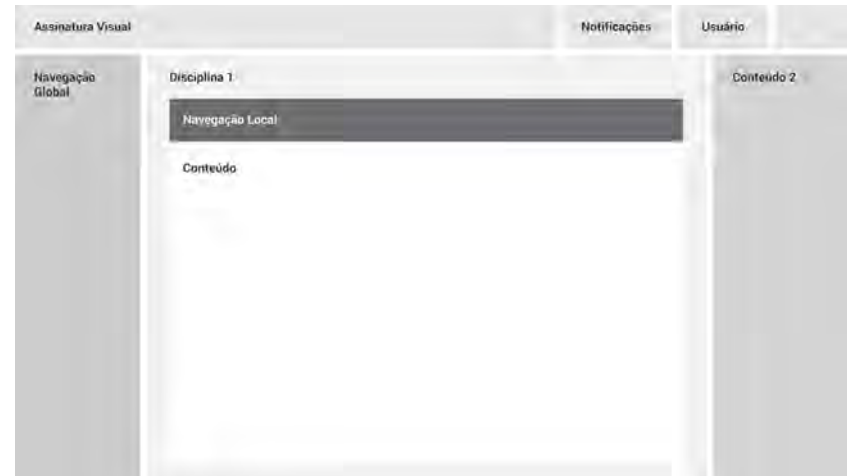 Assinatura Visual
Notificações
Usuário
Navegação
Global
Disciplina 1
Navegação Local
Conteúdo
Conteúdo 2